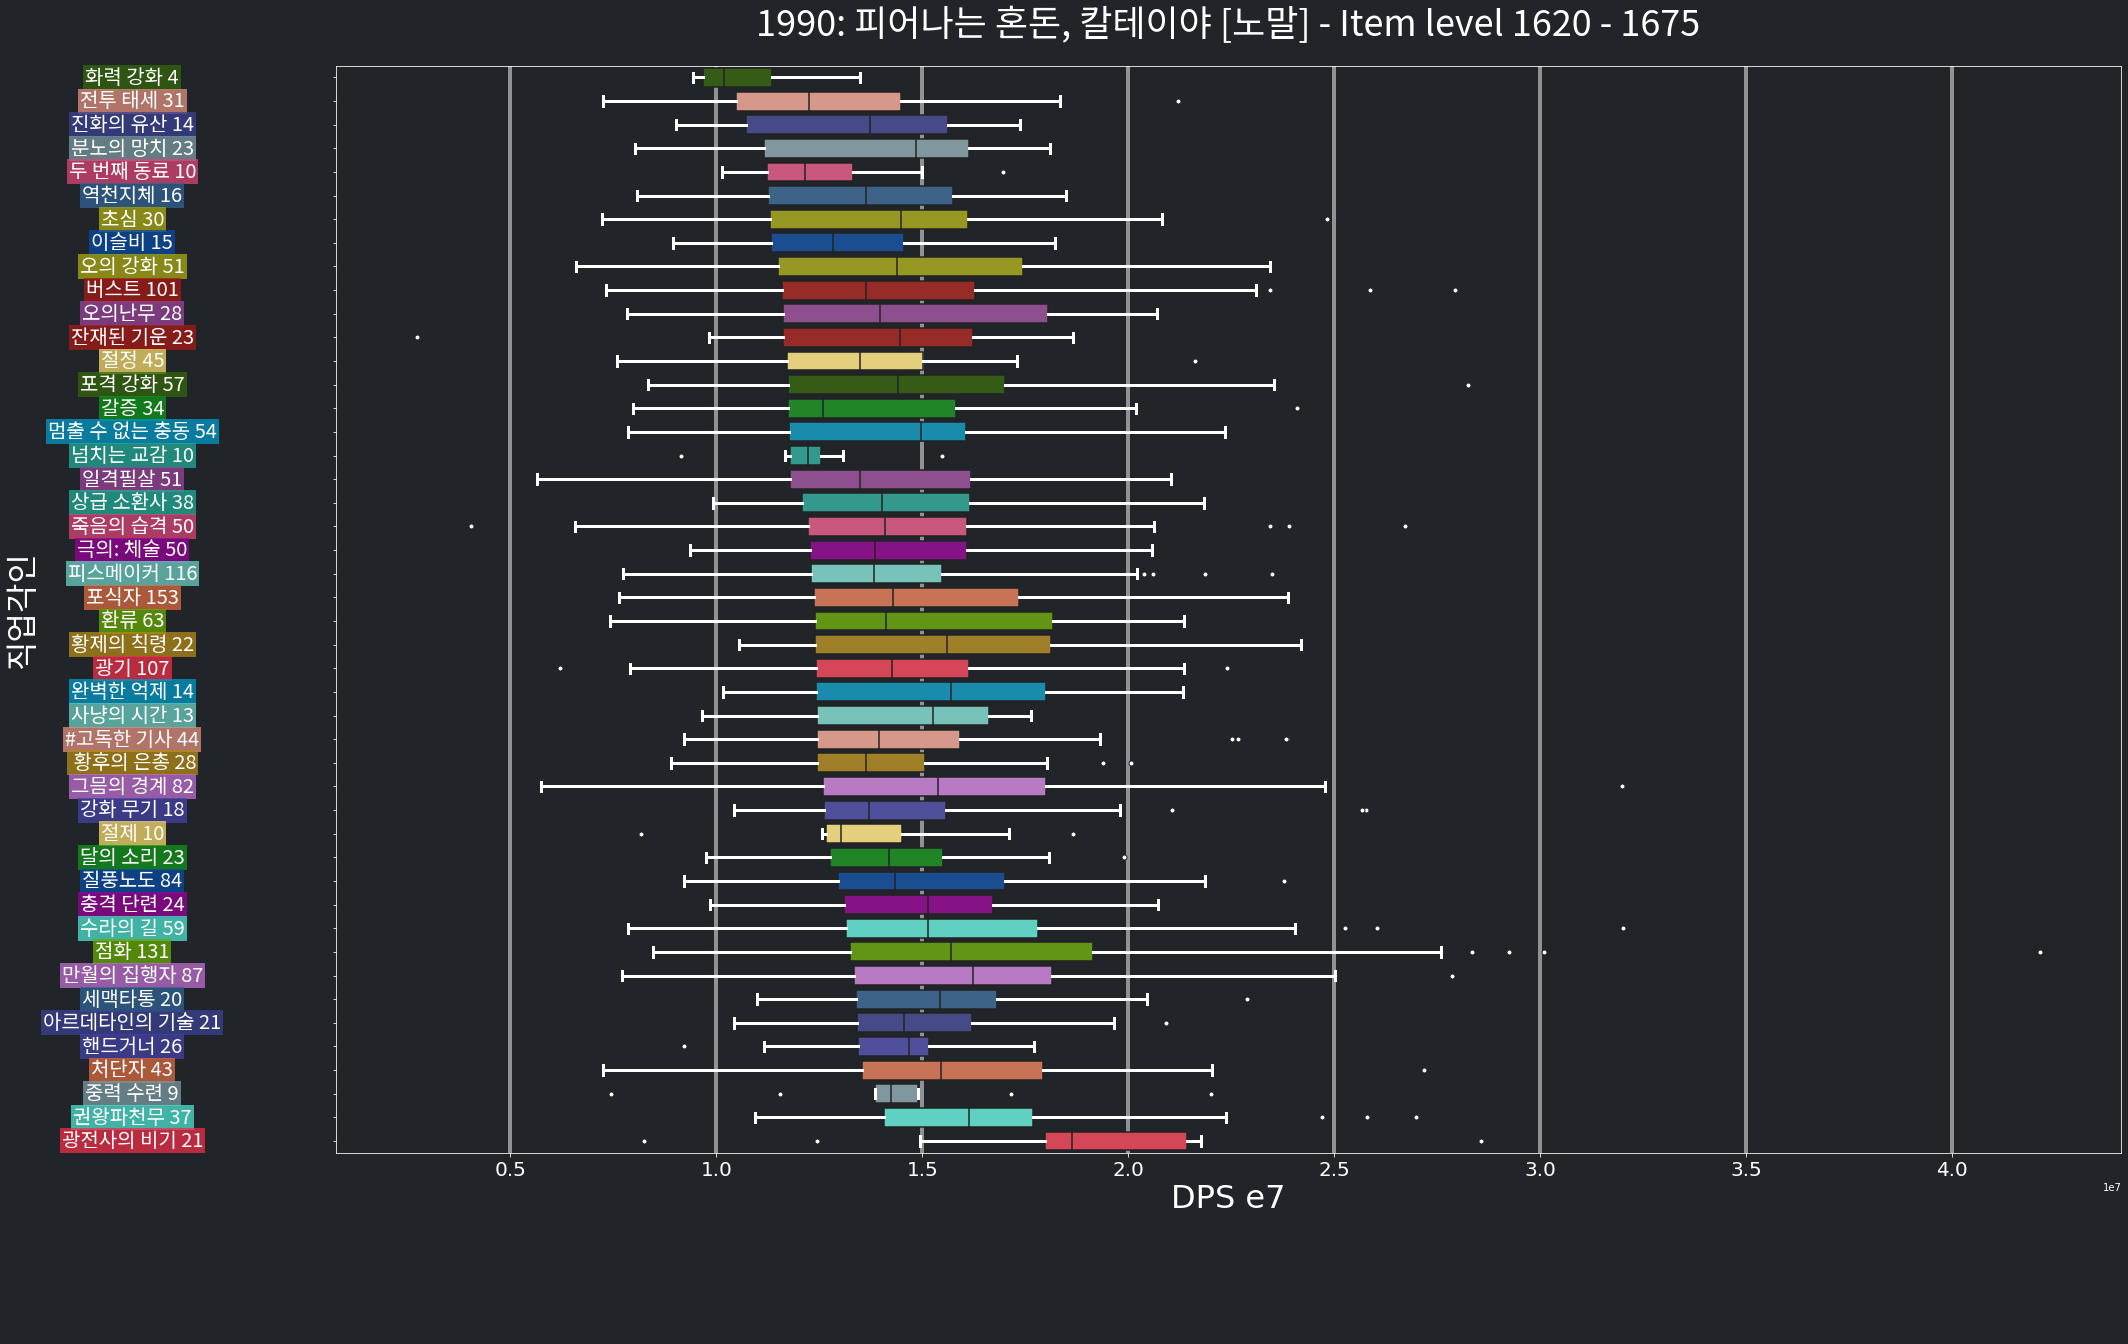 1990: 피어나는 혼돈, 칼테이야 [노말] - Item level 1620 - 1675
화력 강화 4
전투 태세 31
진화의 유산 14
분노의 망치 23
두 번째 동료 10
역천지체 16
초심 30
이슬비 15
오의 강화 51
버스트 101
오의난무 28
잔재된 기운 23
절정 45
포격 강화 57
갈증 34
멈출 수 없는 충동 54
넘치는 교감 10
일격필살 51
상급 소환사 38
죽음의 습격 50
극의: 체술 50
피스메이커 116
포식자 153
환류 63
황제의 칙령 22
광기 107
완벽한 억제 14
사냥의 시간 13
#고독한 기사 44
황후의 은총 28
그믐의 경계 82
강화 무기 18
절제 10
달의 소리 23
질풍노도 84
충격 단련 24
수라의 길 59
점화 131
만월의 집행자 87
세맥타통 20
아르데타인의 기술 21
핸드거너 26
처단자 43
중력 수련 9
권왕파천무 37
광전사의 비기 21
직업각인
0.5 1.0 1.5 2.0 2.5 3.0 3.5 4.0
1e7
DPS e7